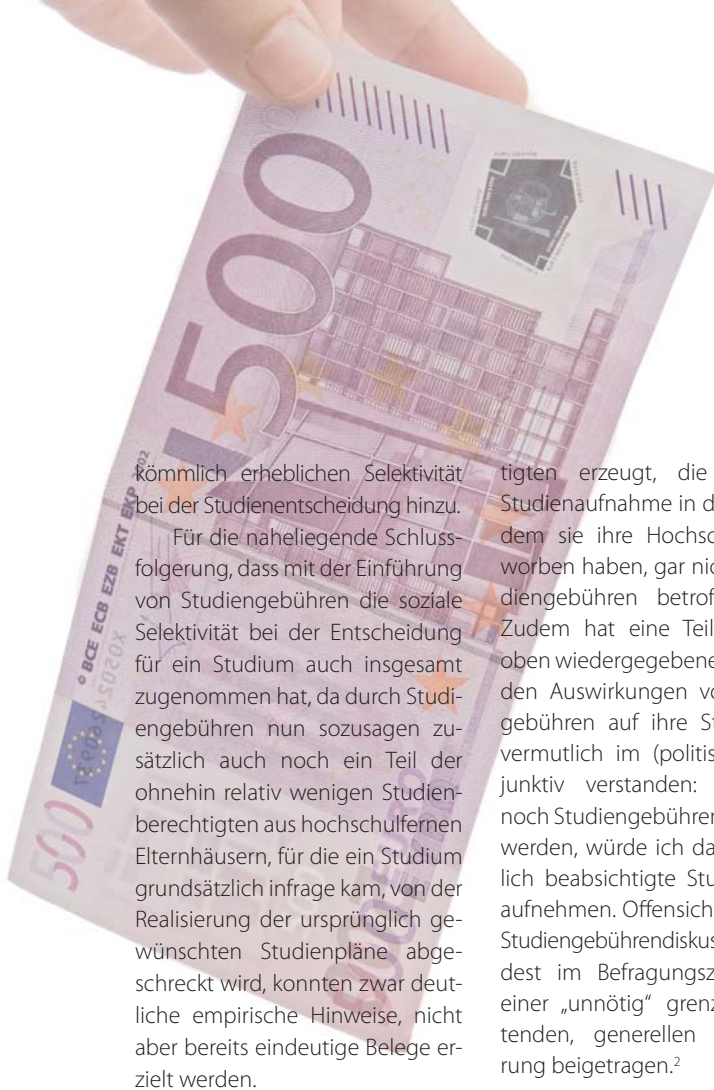 500
© BCE ECB EZB EKT EKP 2002
500
500 EURO
kömmlich erheblichen Selektivität
bei der Studienentscheidung hinzu.
Für die naheliegende Schluss-
folgerung, dass mit der Einführung
von Studiengebühren die soziale
Selektivität bei der Entscheidung
für ein Studium auch insgesamt
zugenommen hat, da durch Studi-
engebühren nun sozusagen zu-
sätzlich auch noch ein Teil der
ohnehin relativ wenigen Studien-
berechtigten aus hochschulfernen
Elternhäusern, für die ein Studium
grundsätzlich infrage kam, von der
Realisierung der ursprünglich ge-
wünschten Studienpläne abge-
schreckt wird, konnten zwar deut-
liche empirische Hinweise, nicht
aber bereits eindeutige Belege er-
zielt werden.
tigten erzeugt, die
Studienaufnahme in d
dem sie ihre Hochsc
worben haben, gar nic
diengebühren betrof
Zudem hat eine Teil
oben wiedergegebene
den Auswirkungen vo
gebühren auf ihre St
vermutlich im (politis
junktiv verstanden:
noch Studiengebühren
werden, würde ich da
lich beabsichtigte Stu
aufnehmen. Offensich
Studiengebührendiskus
dest im Befragungsz
einer „unnötig" grenz
tenden, generellen
rung beigetragen.²